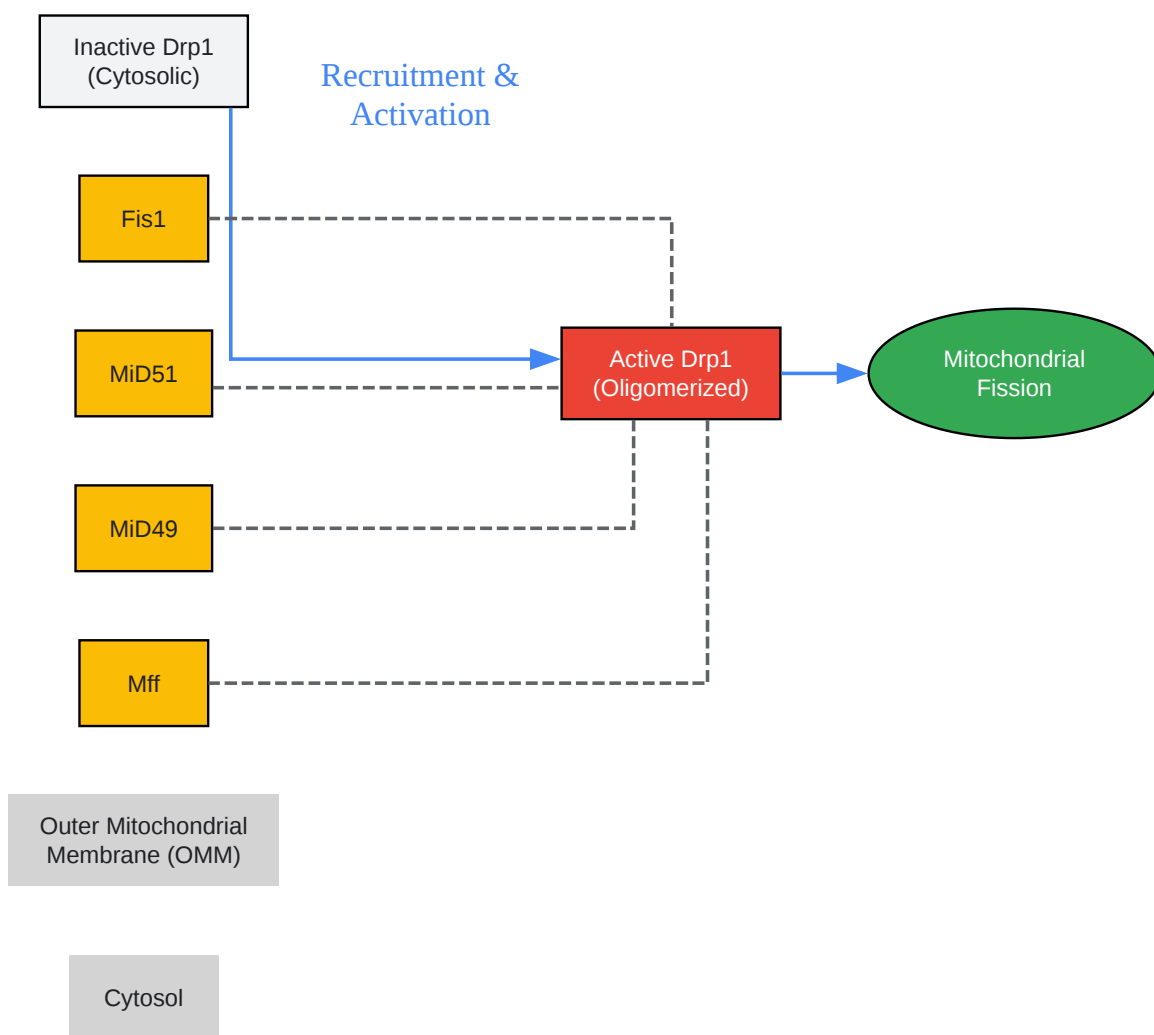 Inactive Drp1
(Cytosolic)
Recruitment &
Activation
Fis1
MiD51
Active Drp1
(Oligomerized)
Mitochondrial
Fission
MiD49
Mff
Outer Mitochondrial
Membrane (OMM)
Cytosol